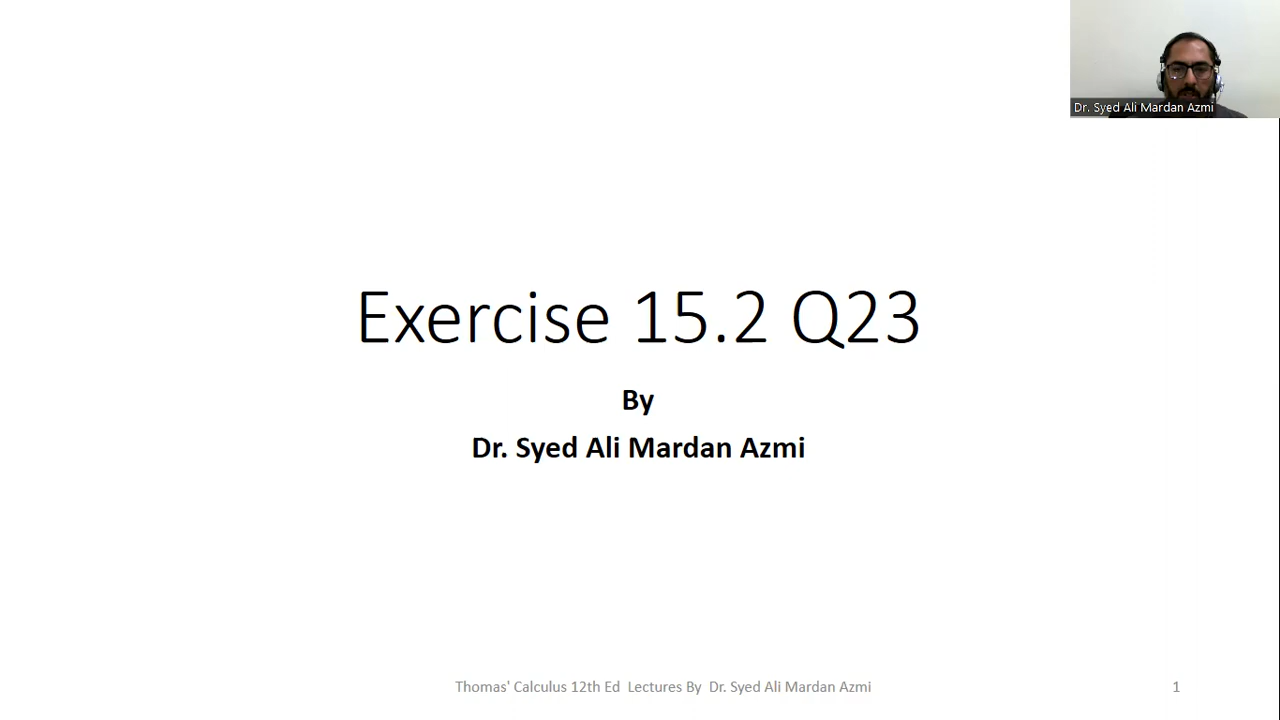 Dr. Syed Ali Mardan Azmi
Exercise 15.2 Q23
By
Dr. Syed Ali Mardan Azmi
Thomas' Calculus 12th Ed  Lectures By  Dr. Syed Ali Mardan Azmi
1